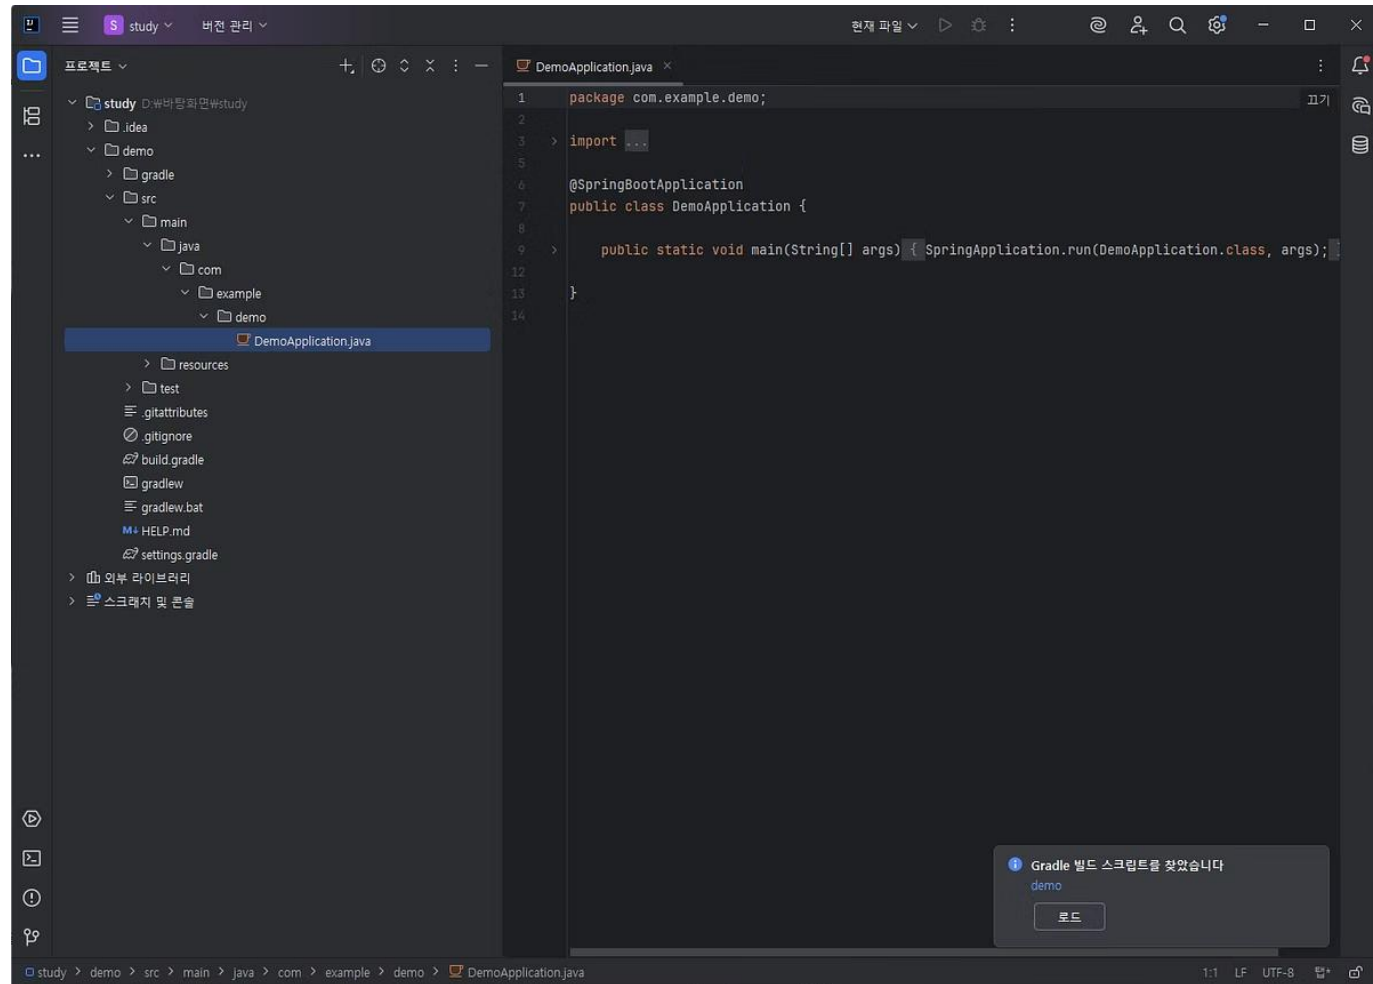 S study 버전 관리 현재 파일
프로젝트
study D:₩바탕화면₩study
.idea
demo
gradle
src
main
java
com
example
demo
DemoApplication.java
resources
test
.gitattributes
.gitignore
build.gradle
gradlew
gradlew.bat
M↓ HELP.md
settings.gradle
외부 라이브러리
스크래치 및 콘솔
DemoApplication.java
끄기
1 package com.example.demo;
2
3 import ...
5
6 @SpringBootApplication
7 public class DemoApplication {
8
9 public static void main(String[] args) { SpringApplication.run(DemoApplication.class, args);
12
13 }
14
Gradle 빌드 스크립트를 찾았습니다
demo
로드
study > demo > src > main > java > com > example > demo > DemoApplication.java
1:1 LF UTF-8 탭*